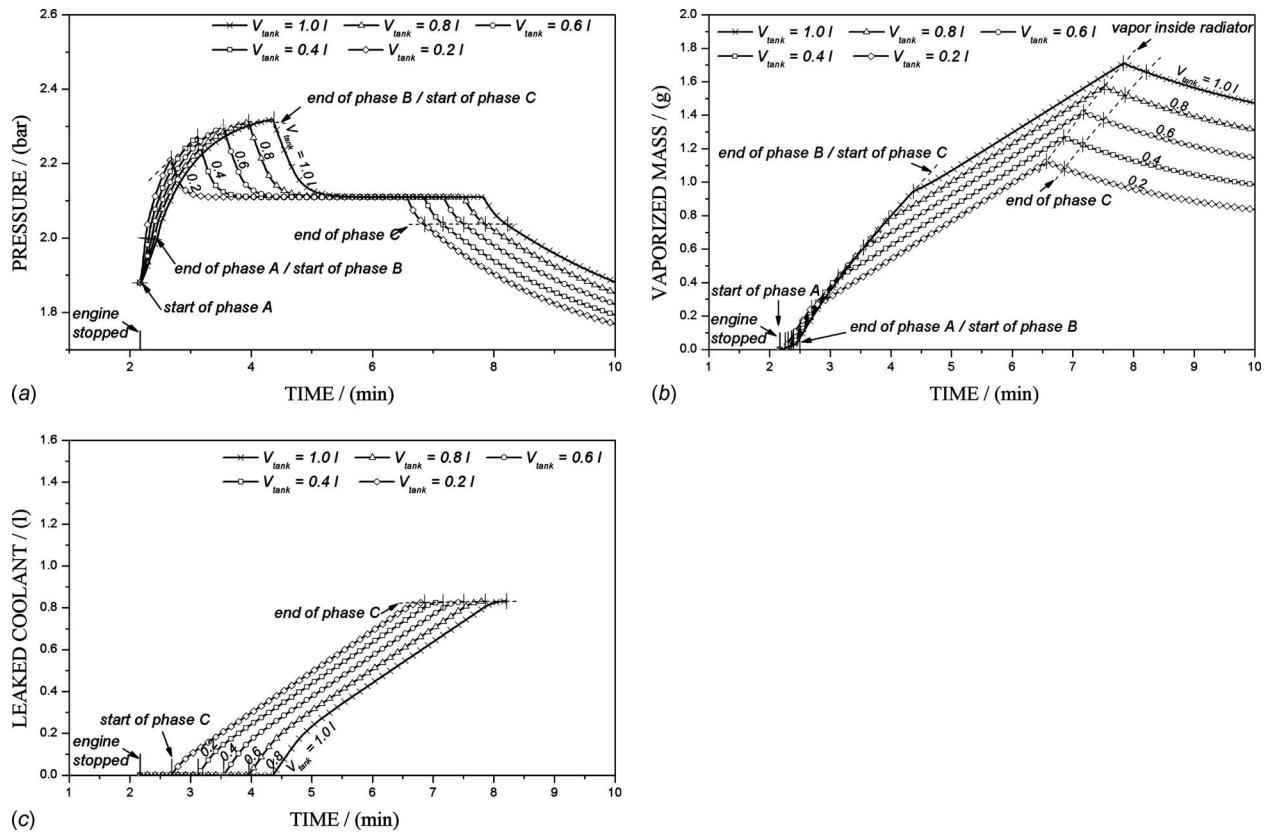 2.6
2.4
2.2
2.0
1.8
PRESSURE / (bar)
V_tank = 1.0 l
V_tank = 0.8 l
V_tank = 0.6 l
V_tank = 0.4 l
V_tank = 0.2 l
end of phase B / start of phase C
V_tank = 1.0 l
0.8
0.6
0.4
0.2
end of phase C
end of phase A / start of phase B
start of phase A
engine
stopped
2 3 4 5 6 7 8 9 10
TIME / (min)
(a)
2.0
1.8
1.6
1.4
1.2
1.0
0.8
0.6
0.4
0.2
0.0
VAPORIZED MASS / (g)
V_tank = 1.0 l
V_tank = 0.8 l
V_tank = 0.6 l
V_tank = 0.4 l
V_tank = 0.2 l
vapor inside radiator
V_tank = 1.0 l
0.8
0.6
0.4
0.2
end of phase B / start of phase C
end of phase C
start of phase A
engine
stopped
end of phase A / start of phase B
1 2 3 4 5 6 7 8 9 10
TIME / (min)
(b)
1.6
1.4
1.2
1.0
0.8
0.6
0.4
0.2
0.0
LEAKED COOLANT / (l)
V_tank = 1.0 l
V_tank = 0.8 l
V_tank = 0.6 l
V_tank = 0.4 l
V_tank = 0.2 l
end of phase C
start of phase C
engine
stopped
0.2
0.4
0.6
0.8
V_tank = 1.0 l
1 2 3 4 5 6 7 8 9 10
TIME / (min)
(c)